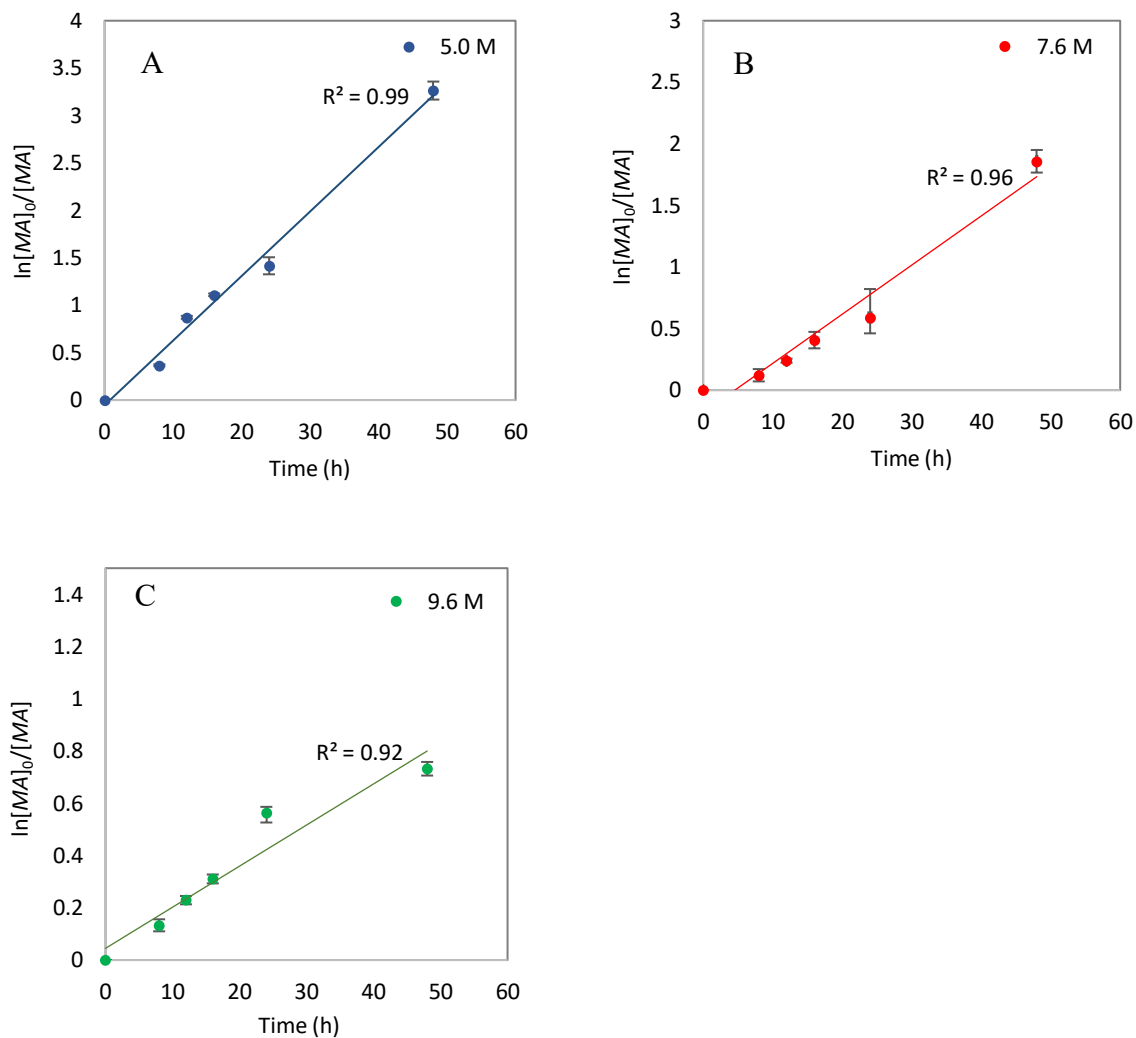 A
5.0 M
R² = 0.99
4
3.5
3
2.5
2
1.5
1
0.5
0
ln[MA]₀/[MA]
0 10 20 30 40 50 60
Time (h)
B
7.6 M
R² = 0.96
3
2.5
2
1.5
1
0.5
0
ln[MA]₀/[MA]
0 10 20 30 40 50 60
Time (h)
C
9.6 M
R² = 0.92
1.4
1.2
1
0.8
0.6
0.4
0.2
0
ln[MA]₀/[MA]
0 10 20 30 40 50 60
Time (h)